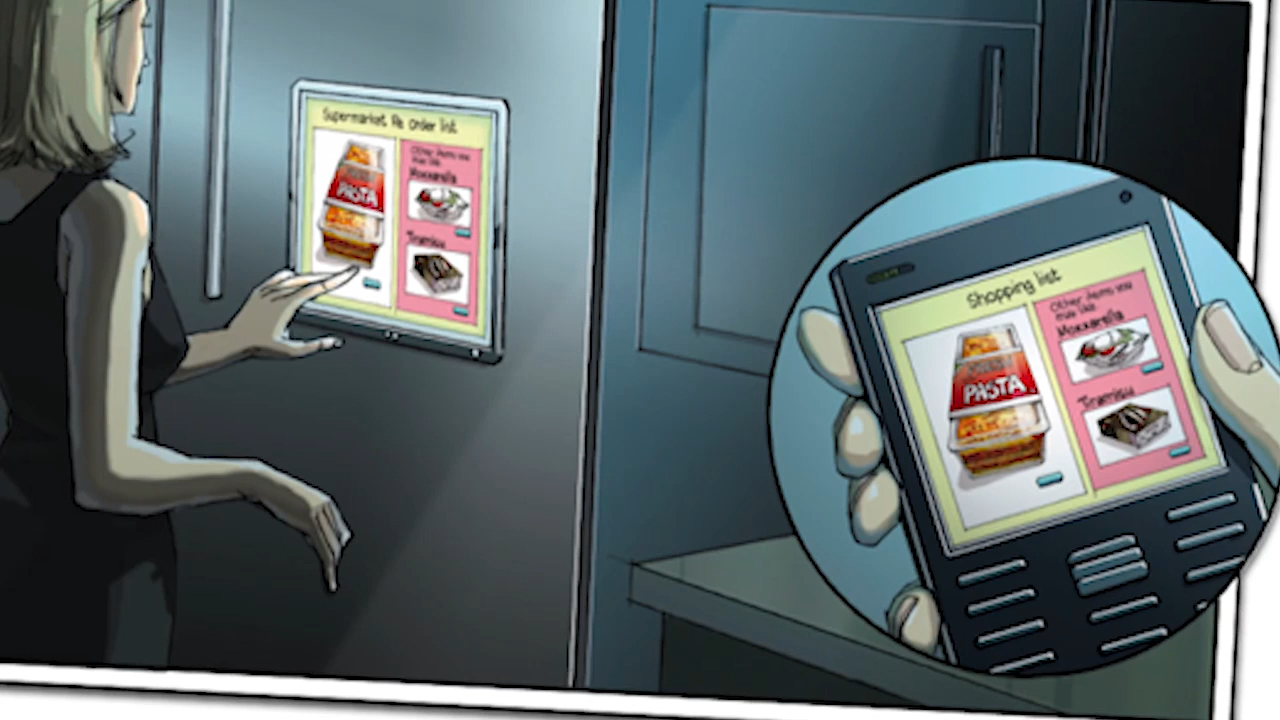 Supermarket Re order list
PASTA
Other items you
may like
Mozzarella
Tiramisu
Shopping list
PASTA
Other items you
may like
Mozzarella
Tiramisu